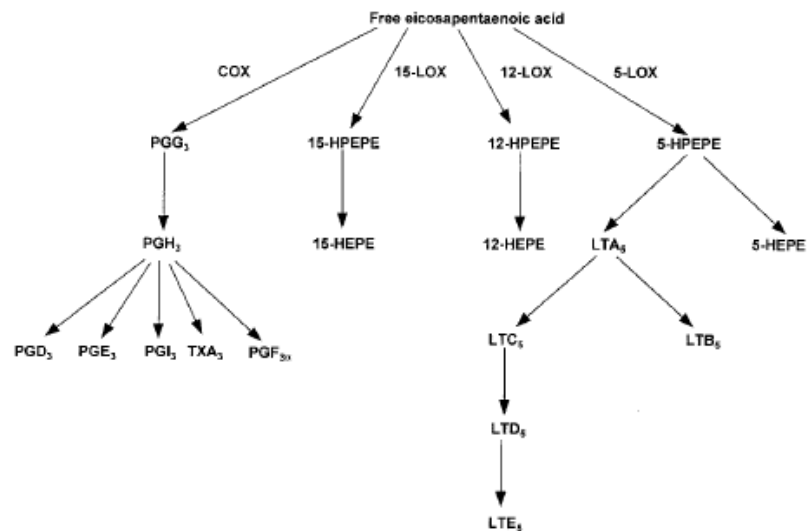 Free eicosapentaenoic acid
COX 15-LOX 12-LOX 5-LOX
PGG₃ 15-HPEPE 12-HPEPE 5-HPEPE
PGH₃ 15-HEPE 12-HEPE LTA₅ 5-HEPE
PGD₃ PGE₃ PGI₃ TXA₃ PGF₃α LTC₅ LTB₅
LTD₅
LTE₅